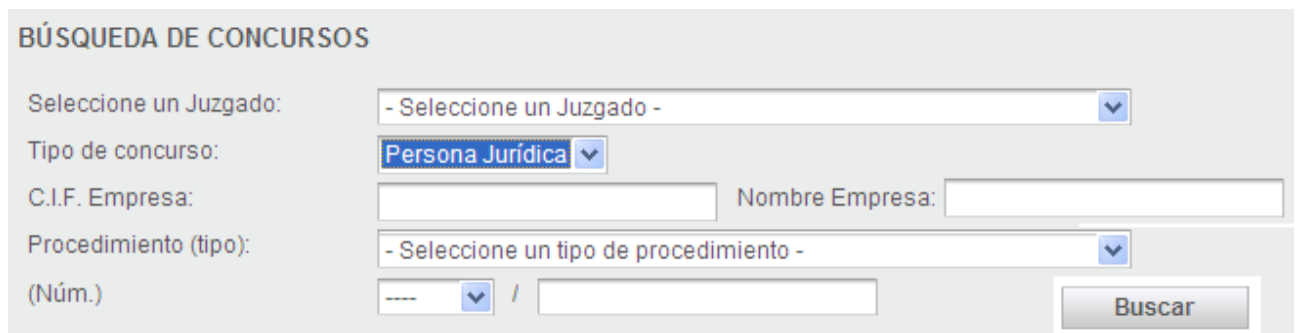 BÚSQUEDA DE CONCURSOS
Seleccione un Juzgado: - Seleccione un Juzgado -
Tipo de concurso: Persona Jurídica
C.I.F. Empresa: Nombre Empresa:
Procedimiento (tipo): - Seleccione un tipo de procedimiento -
(Núm.) ---- / Buscar